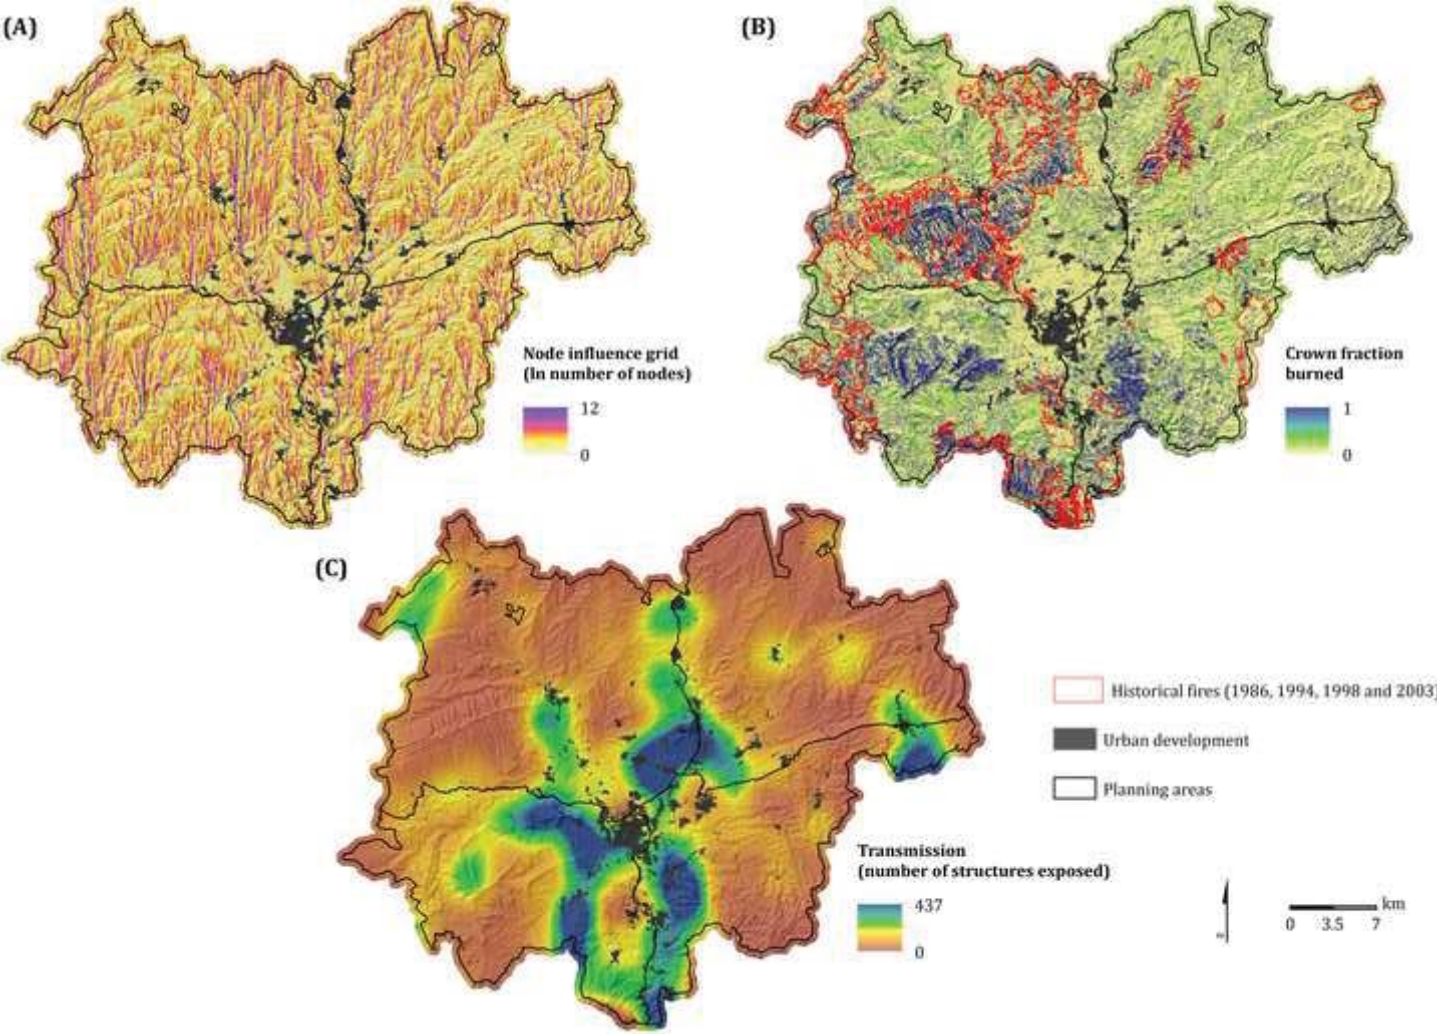 (A)
(B)
Node influence grid
(In number of nodes)
12
0
Crown fraction
burned
1
0
(C)
Historical fires (1986, 1994, 1998 and 2003)
Urban development
Planning areas
Transmission
(number of structures exposed)
437
0
km
0 3.5 7